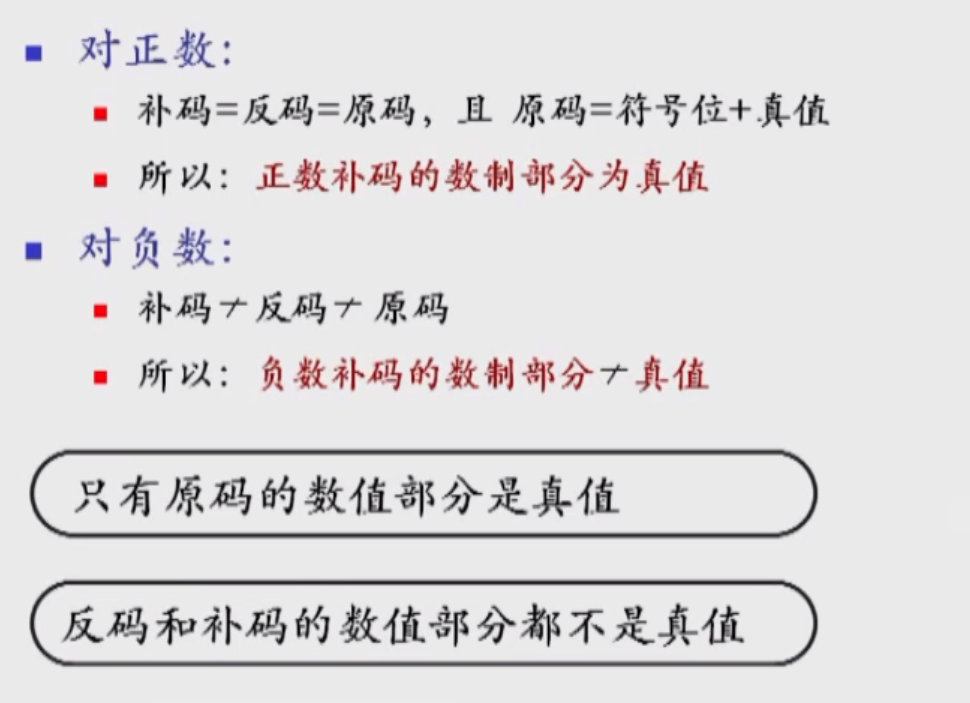 对正数：
补码=反码=原码，且 原码=符号位+真值
所以：正数补码的数制部分为真值
对负数：
补码≠反码≠原码
所以：负数补码的数制部分≠真值
只有原码的数值部分是真值
反码和补码的数值部分都不是真值